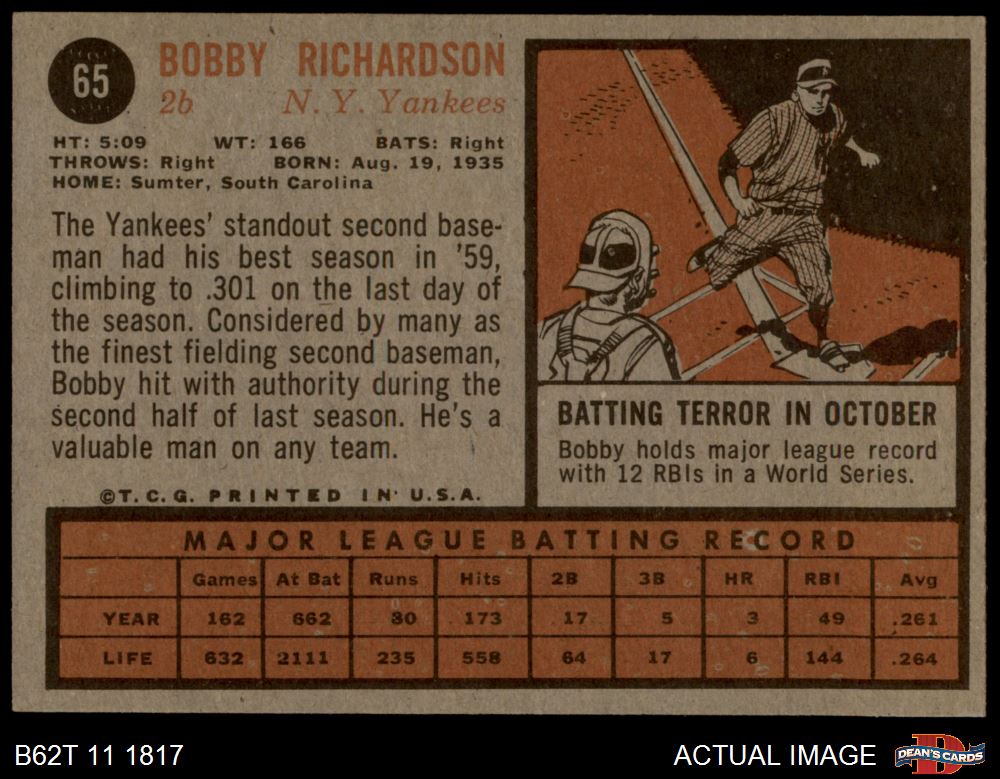 65
BOBBY RICHARDSON
2b N. Y. Yankees
HT: 5:09 WT: 166 BATS: Right
THROWS: Right BORN: Aug. 19, 1935
HOME: Sumter, South Carolina
The Yankees' standout second base-
man had his best season in '59,
climbing to .301 on the last day of
the season. Considered by many as
the finest fielding second baseman,
Bobby hit with authority during the
second half of last season. He's a
valuable man on any team.
©T. C. G. PRINTED IN U.S.A.
BATTING TERROR IN OCTOBER
Bobby holds major league record
with 12 RBIs in a World Series.
MAJOR LEAGUE BATTING RECORD
Games At Bat Runs Hits 2B 3B HR RBI Avg
YEAR 162 662 80 173 17 5 3 49 .261
LIFE 632 2111 235 558 64 17 6 144 .264
B62T 11 1817
ACTUAL IMAGE
DEAN'S CARDS